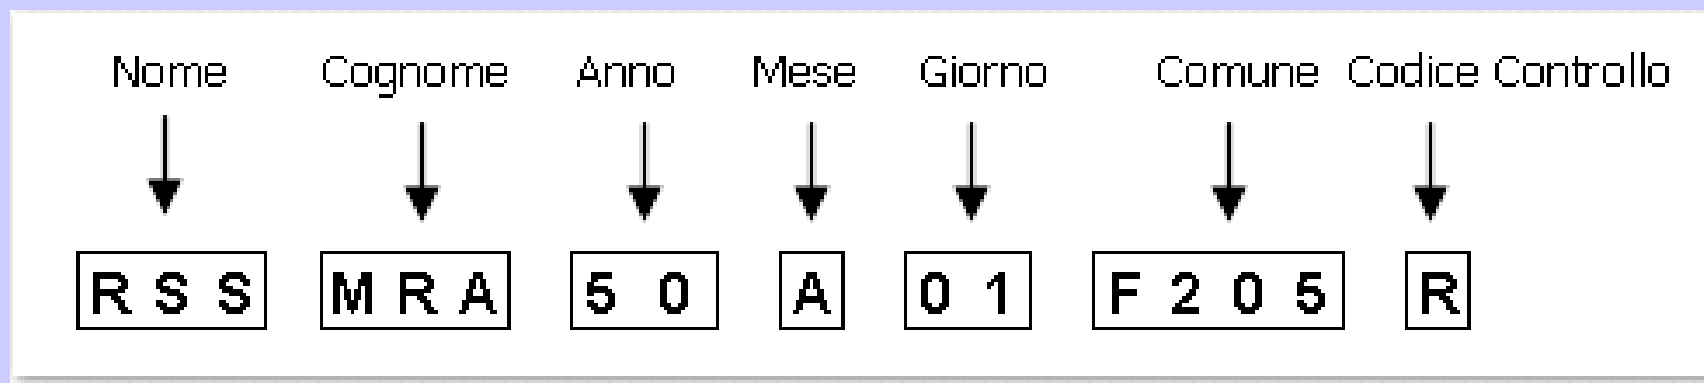 Nome Cognome Anno Mese Giorno Comune Codice Controllo
R S S M R A 5 0 A 0 1 F 2 0 5 R